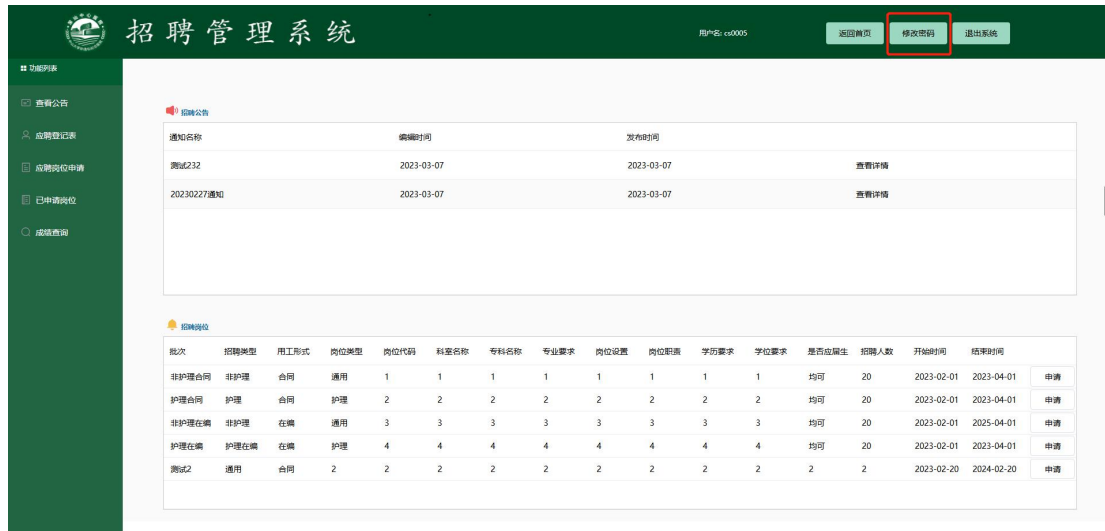 招聘管理系统 用户名: cs0005 返回首页 修改密码 退出系统
功能列表
查看公告
应聘登记表
应聘岗位申请
已申请岗位
成绩查询
招聘公告
通知名称 编辑时间 发布时间
测试232 2023-03-07 2023-03-07 查看详情
20230227通知 2023-03-07 2023-03-07 查看详情
招聘岗位
批次 招聘类型 用工形式 岗位类型 岗位代码 科室名称 专科名称 专业要求 岗位设置 岗位职责 学历要求 学位要求 是否应届生 招聘人数 开始时间 结束时间
非护理合同 非护理 合同 通用 1 1 1 1 1 1 1 1 均可 20 2023-02-01 2023-04-01 申请
护理合同 护理 合同 护理 2 2 2 2 2 2 2 2 均可 20 2023-02-01 2023-04-01 申请
非护理在编 非护理 在编 通用 3 3 3 3 3 3 3 3 均可 20 2023-02-01 2025-04-01 申请
护理在编 护理在编 在编 护理 4 4 4 4 4 4 4 4 均可 20 2023-02-01 2023-04-01 申请
测试2 通用 合同 2 2 2 2 2 2 2 2 2 2 2 2023-02-20 2024-02-20 申请